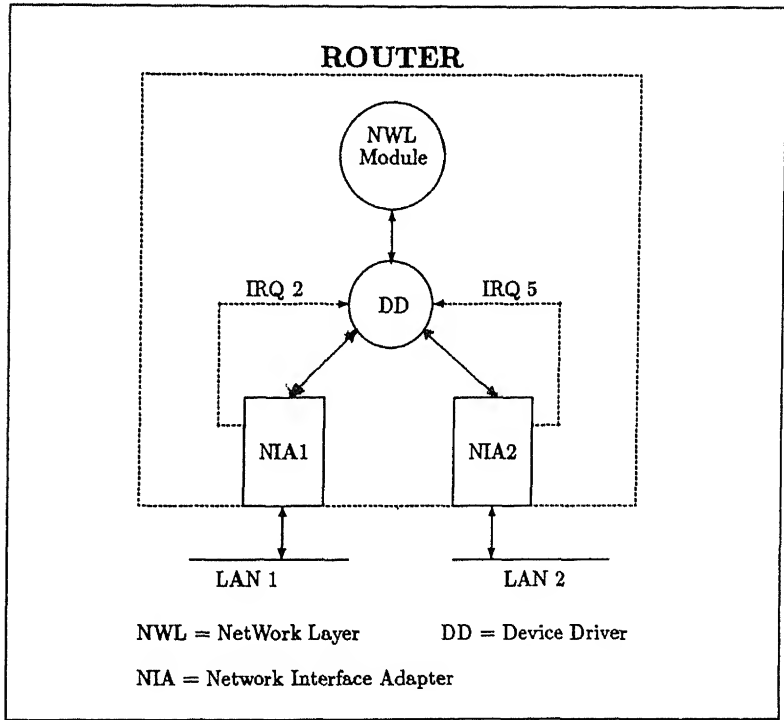 ROUTER
NWL
Module
IRQ 2
DD
IRQ 5
NIA1
NIA2
LAN 1
LAN 2
NWL = NetWork Layer
DD = Device Driver
NIA = Network Interface Adapter